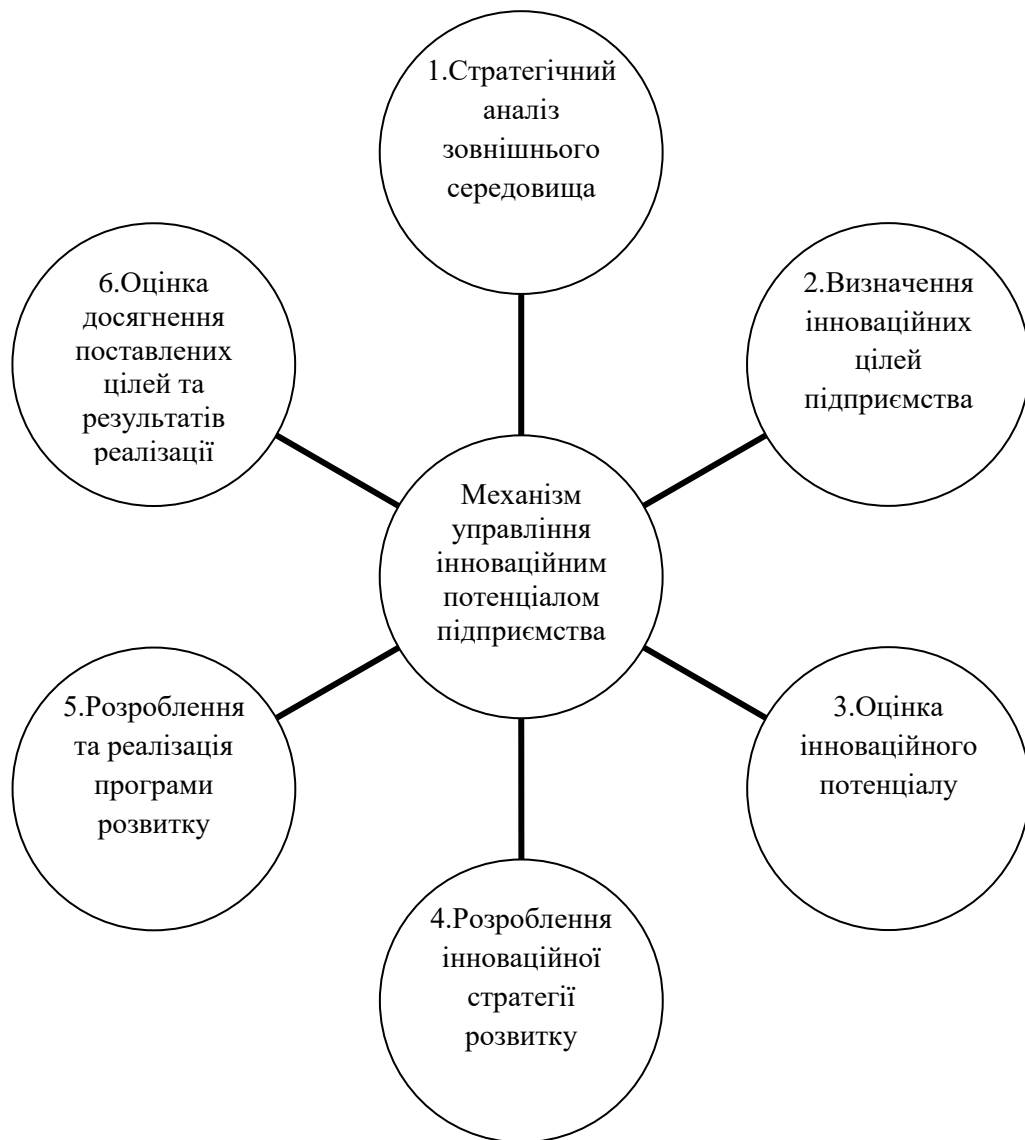 1.Стратегічний
аналіз
зовнішнього
середовища
2.Визначення
інноваційних
цілей
підприємства
3.Оцінка
інноваційного
потенціалу
4.Розроблення
інноваційної
стратегії
розвитку
5.Розроблення
та реалізація
програми
розвитку
6.Оцінка
досягнення
поставлених
цілей та
результатів
реалізації
Механізм
управління
інноваційним
потенціалом
підприємства